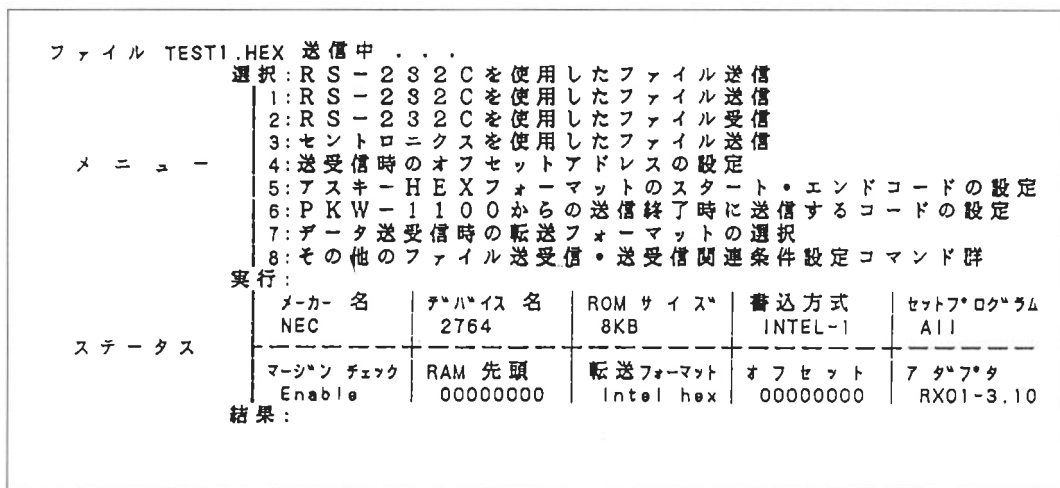 ファイル TEST1.HEX 送信中 . . .
選択:RS-232Cを使用したファイル送信
1:RS-232Cを使用したファイル送信
2:RS-232Cを使用したファイル受信
3:セントロニクスを使用したファイル送信
メニュー 4:送受信時のオフセットアドレスの設定
5:アスキーHEXフォーマットのスタート・エンドコードの設定
6:PKW-1100からの送信終了時に送信するコードの設定
7:データ送受信時の転送フォーマットの選択
8:その他のファイル送受信・送受信関連条件設定コマンド群
実行:
メーカー 名 デバイス 名 ROM サイズ 書込方式 セットプログラム
NEC 2764 8KB INTEL-1 All
ステータス
マージン チェック RAM 先頭 転送フォーマット オフセット アダプタ
Enable 00000000 Intel hex 00000000 RX01-3.10
結果: